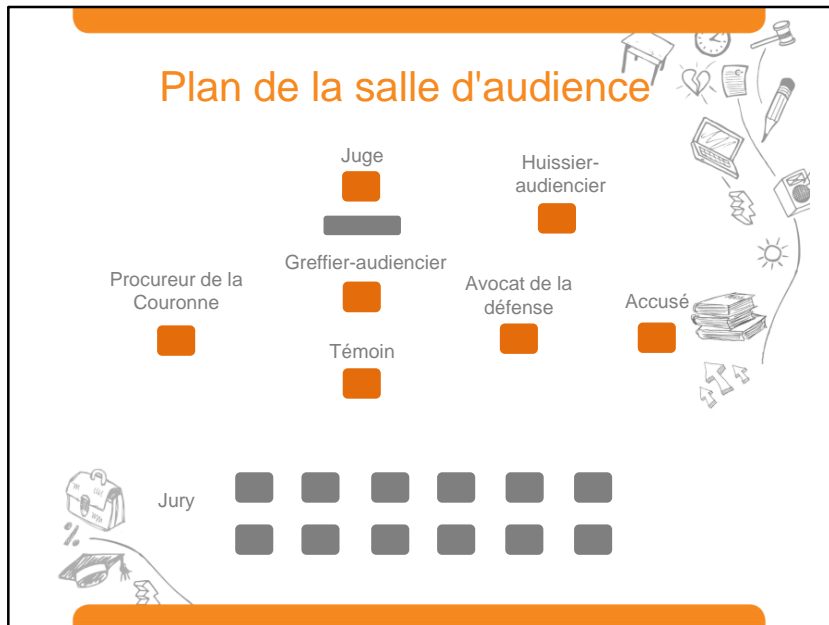 Plan de la salle d'audience
Juge
Huissier-
audiencier
Greffier-audiencier
Procureur de la
Couronne
Avocat de la
défense
Accusé
Témoin
Jury